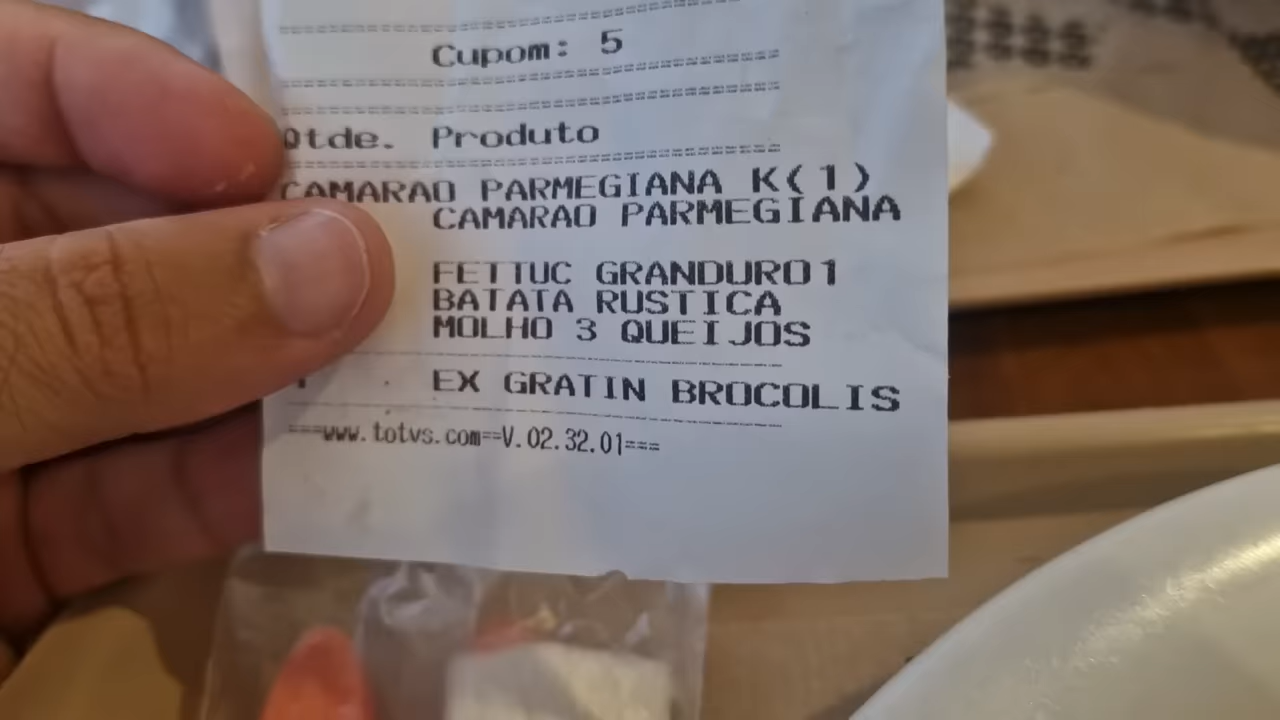 Cupom: 5
Qtde. Produto
CAMARAO PARMEGIANA K(1)
CAMARAO PARMEGIANA
FETTUC GRANDURO1
BATATA RUSTICA
MOLHO 3 QUEIJOS
EX GRATIN BROCOLIS
===www.totvs.com==V.02.32.01===